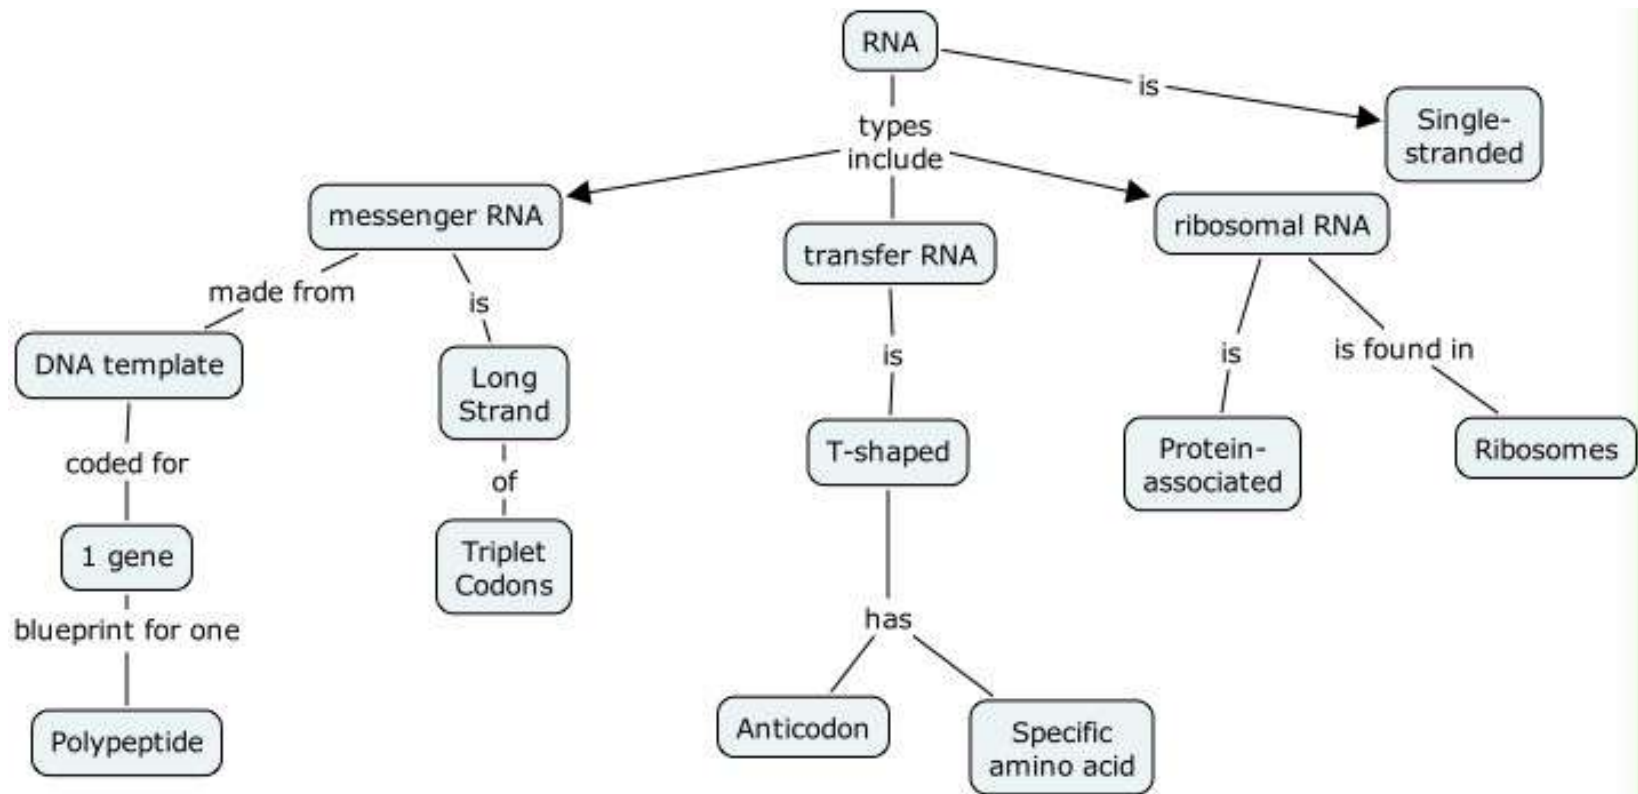 RNA
is
Single-
stranded
types
include
messenger RNA
transfer RNA
ribosomal RNA
made from
is
is
is
is found in
DNA template
Long
Strand
T-shaped
Protein-
associated
Ribosomes
coded for
of
1 gene
Triplet
Codons
blueprint for one
has
Polypeptide
Anticodon
Specific
amino acid